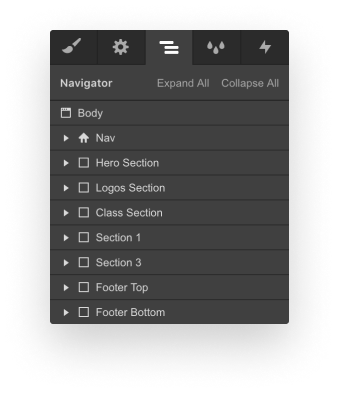 Navigator Expand All Collapse All
Body
Nav
Hero Section
Logos Section
Class Section
Section 1
Section 3
Footer Top
Footer Bottom